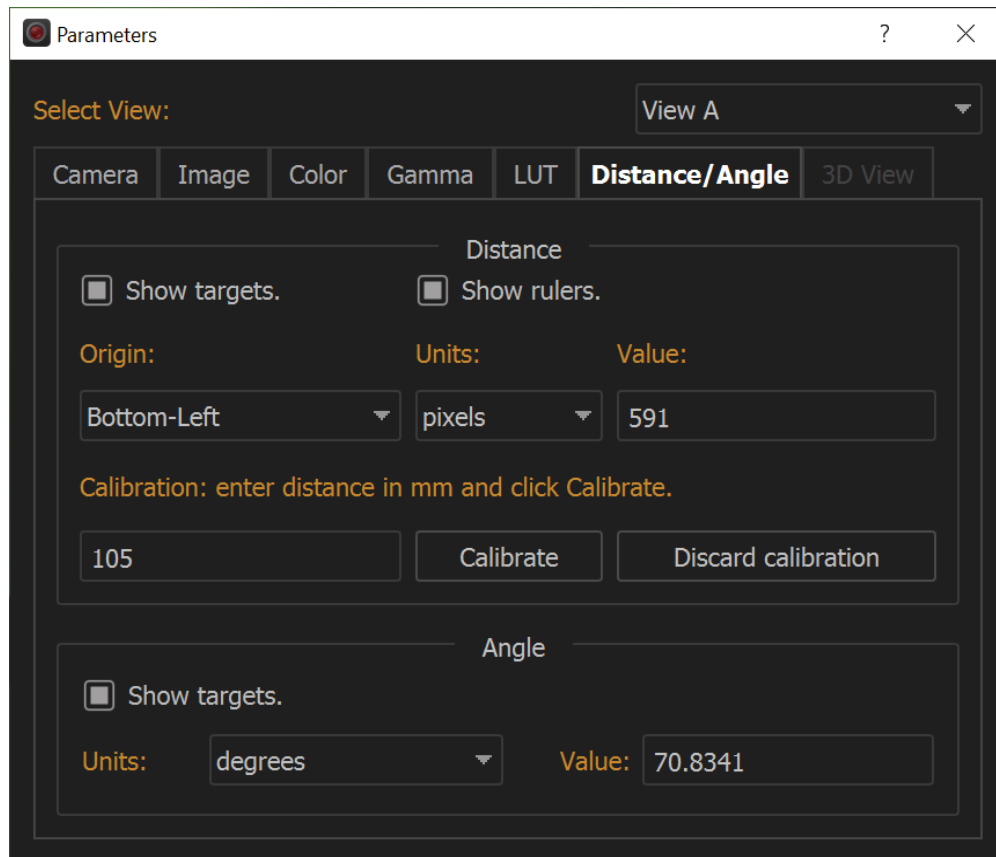 Parameters ?
Select View: View A
Camera Image Color Gamma LUT Distance/Angle 3D View
Distance
Show targets. Show rulers.
Origin: Units: Value:
Bottom-Left pixels 591
Calibration: enter distance in mm and click Calibrate.
105 Calibrate Discard calibration
Angle
Show targets.
Units: degrees Value: 70.8341